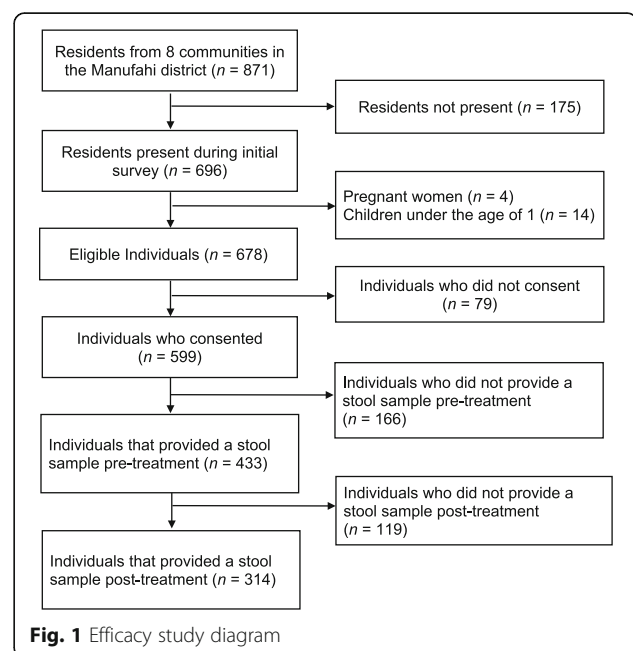 Residents from 8 communities in
the Manufahi district (n = 871)
Residents not present (n = 175)
Residents present during initial
survey (n = 696)
Pregnant women (n = 4)
Children under the age of 1 (n = 14)
Eligible Individuals (n = 678)
Individuals who did not consent
(n = 79)
Individuals who consented
(n = 599)
Individuals who did not provide a
stool sample pre-treatment
(n = 166)
Individuals that provided a stool
sample pre-treatment (n = 433)
Individuals who did not provide a
stool sample post-treatment
(n = 119)
Individuals that provided a stool
sample post-treatment (n = 314)
Fig. 1 Efficacy study diagram